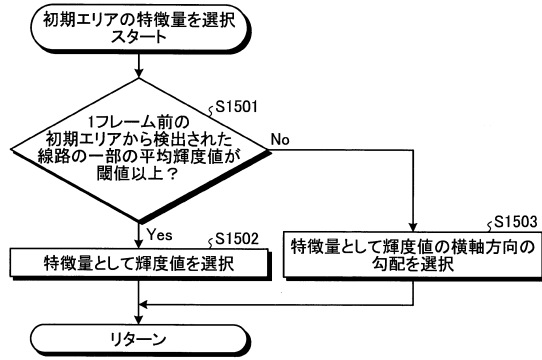 初期エリアの特徴量を選択
スタート
S1501
1フレーム前の
初期エリアから検出された
線路の一部の平均輝度値が
閾値以上？
No
Yes
S1502
特徴量として輝度値を選択
S1503
特徴量として輝度値の横軸方向の
勾配を選択
リターン